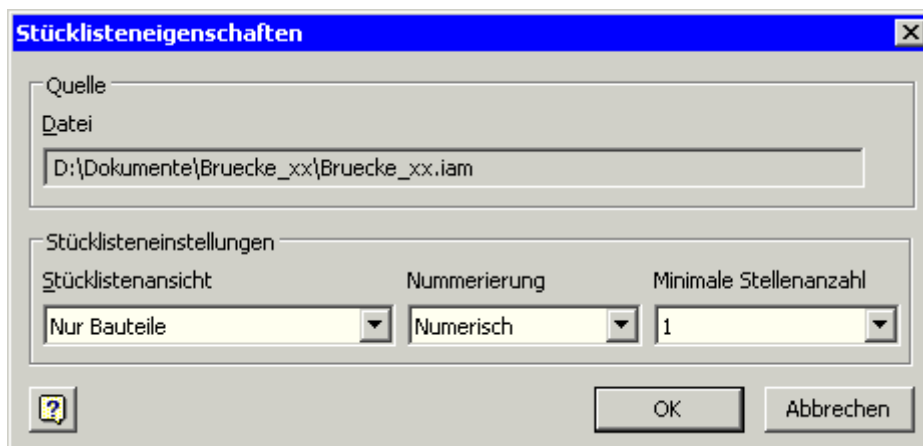 Stücklisteneigenschaften
Quelle
Datei
D:\Dokumente\Bruecke_xx\Bruecke_xx.iam
Stücklisteneinstellungen
Stücklistenansicht Nummerierung Minimale Stellenanzahl
Nur Bauteile Numerisch 1
OK Abbrechen